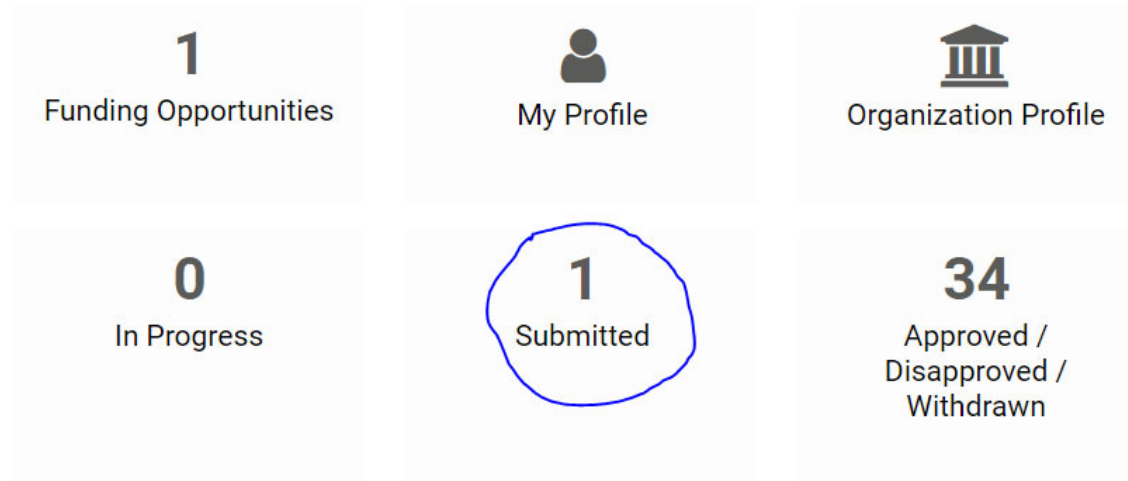 1
Funding Opportunities
My Profile
Organization Profile
0
In Progress
1
Submitted
34
Approved /
Disapproved /
Withdrawn